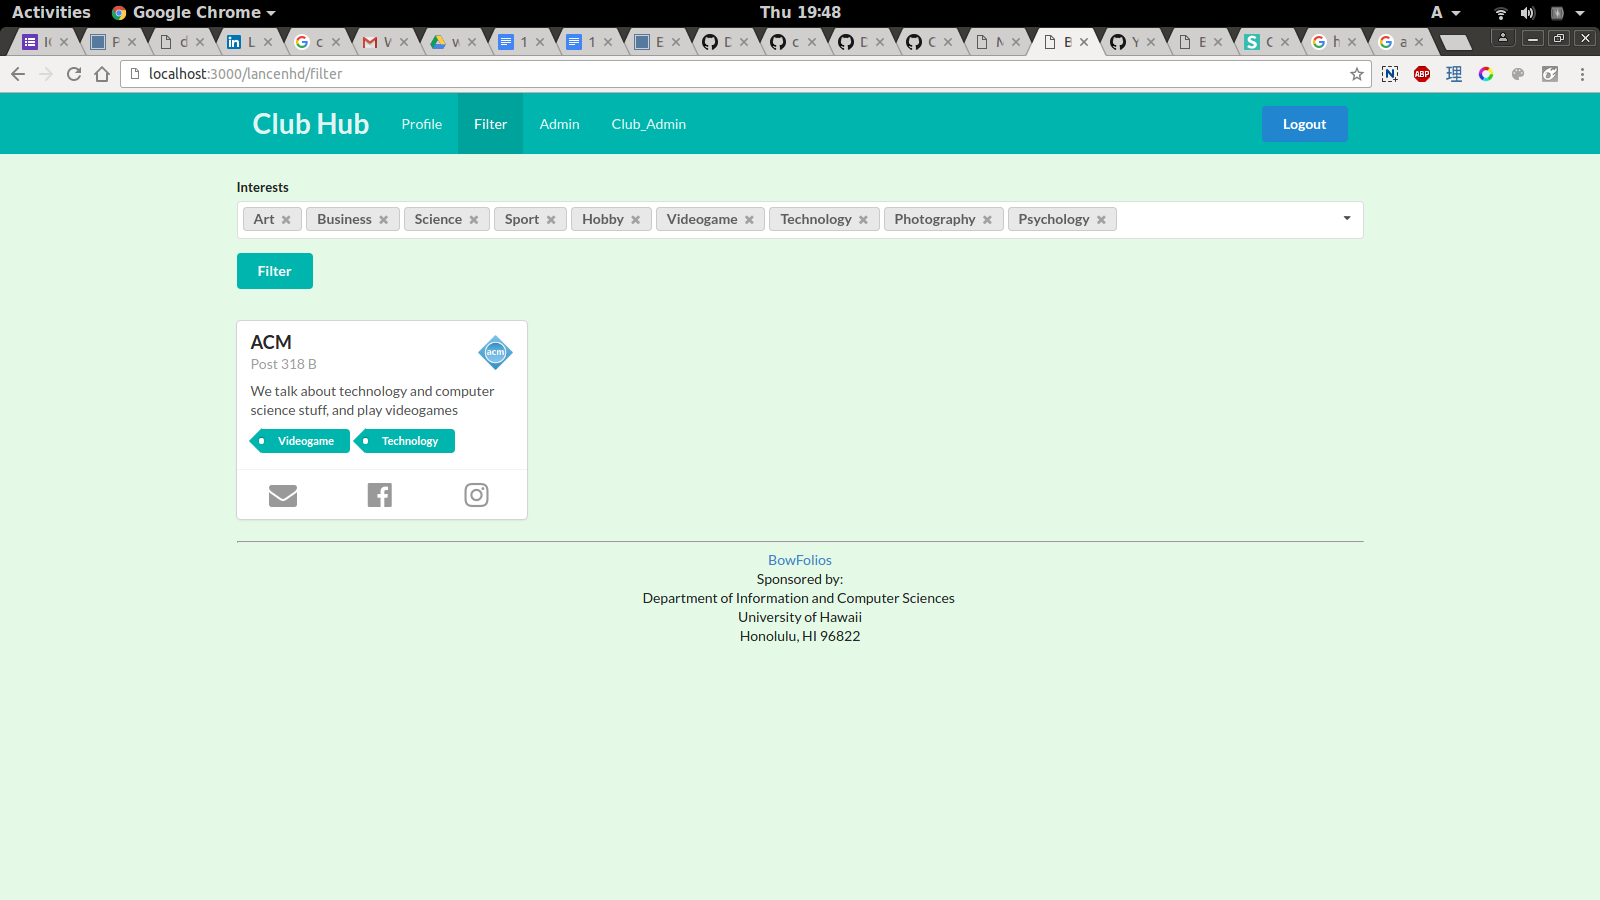 Activities Google Chrome Thu 19:48 A
localhost:3000/lancenhd/filter
N ABP 理
Club Hub Profile Filter Admin Club_Admin Logout
Interests
Art Business Science Sport Hobby Videogame Technology Photography Psychology
Filter
ACM
acm
Post 318 B
We talk about technology and computer
science stuff, and play videogames
Videogame Technology
BowFolios
Sponsored by:
Department of Information and Computer Sciences
University of Hawaii
Honolulu, HI 96822